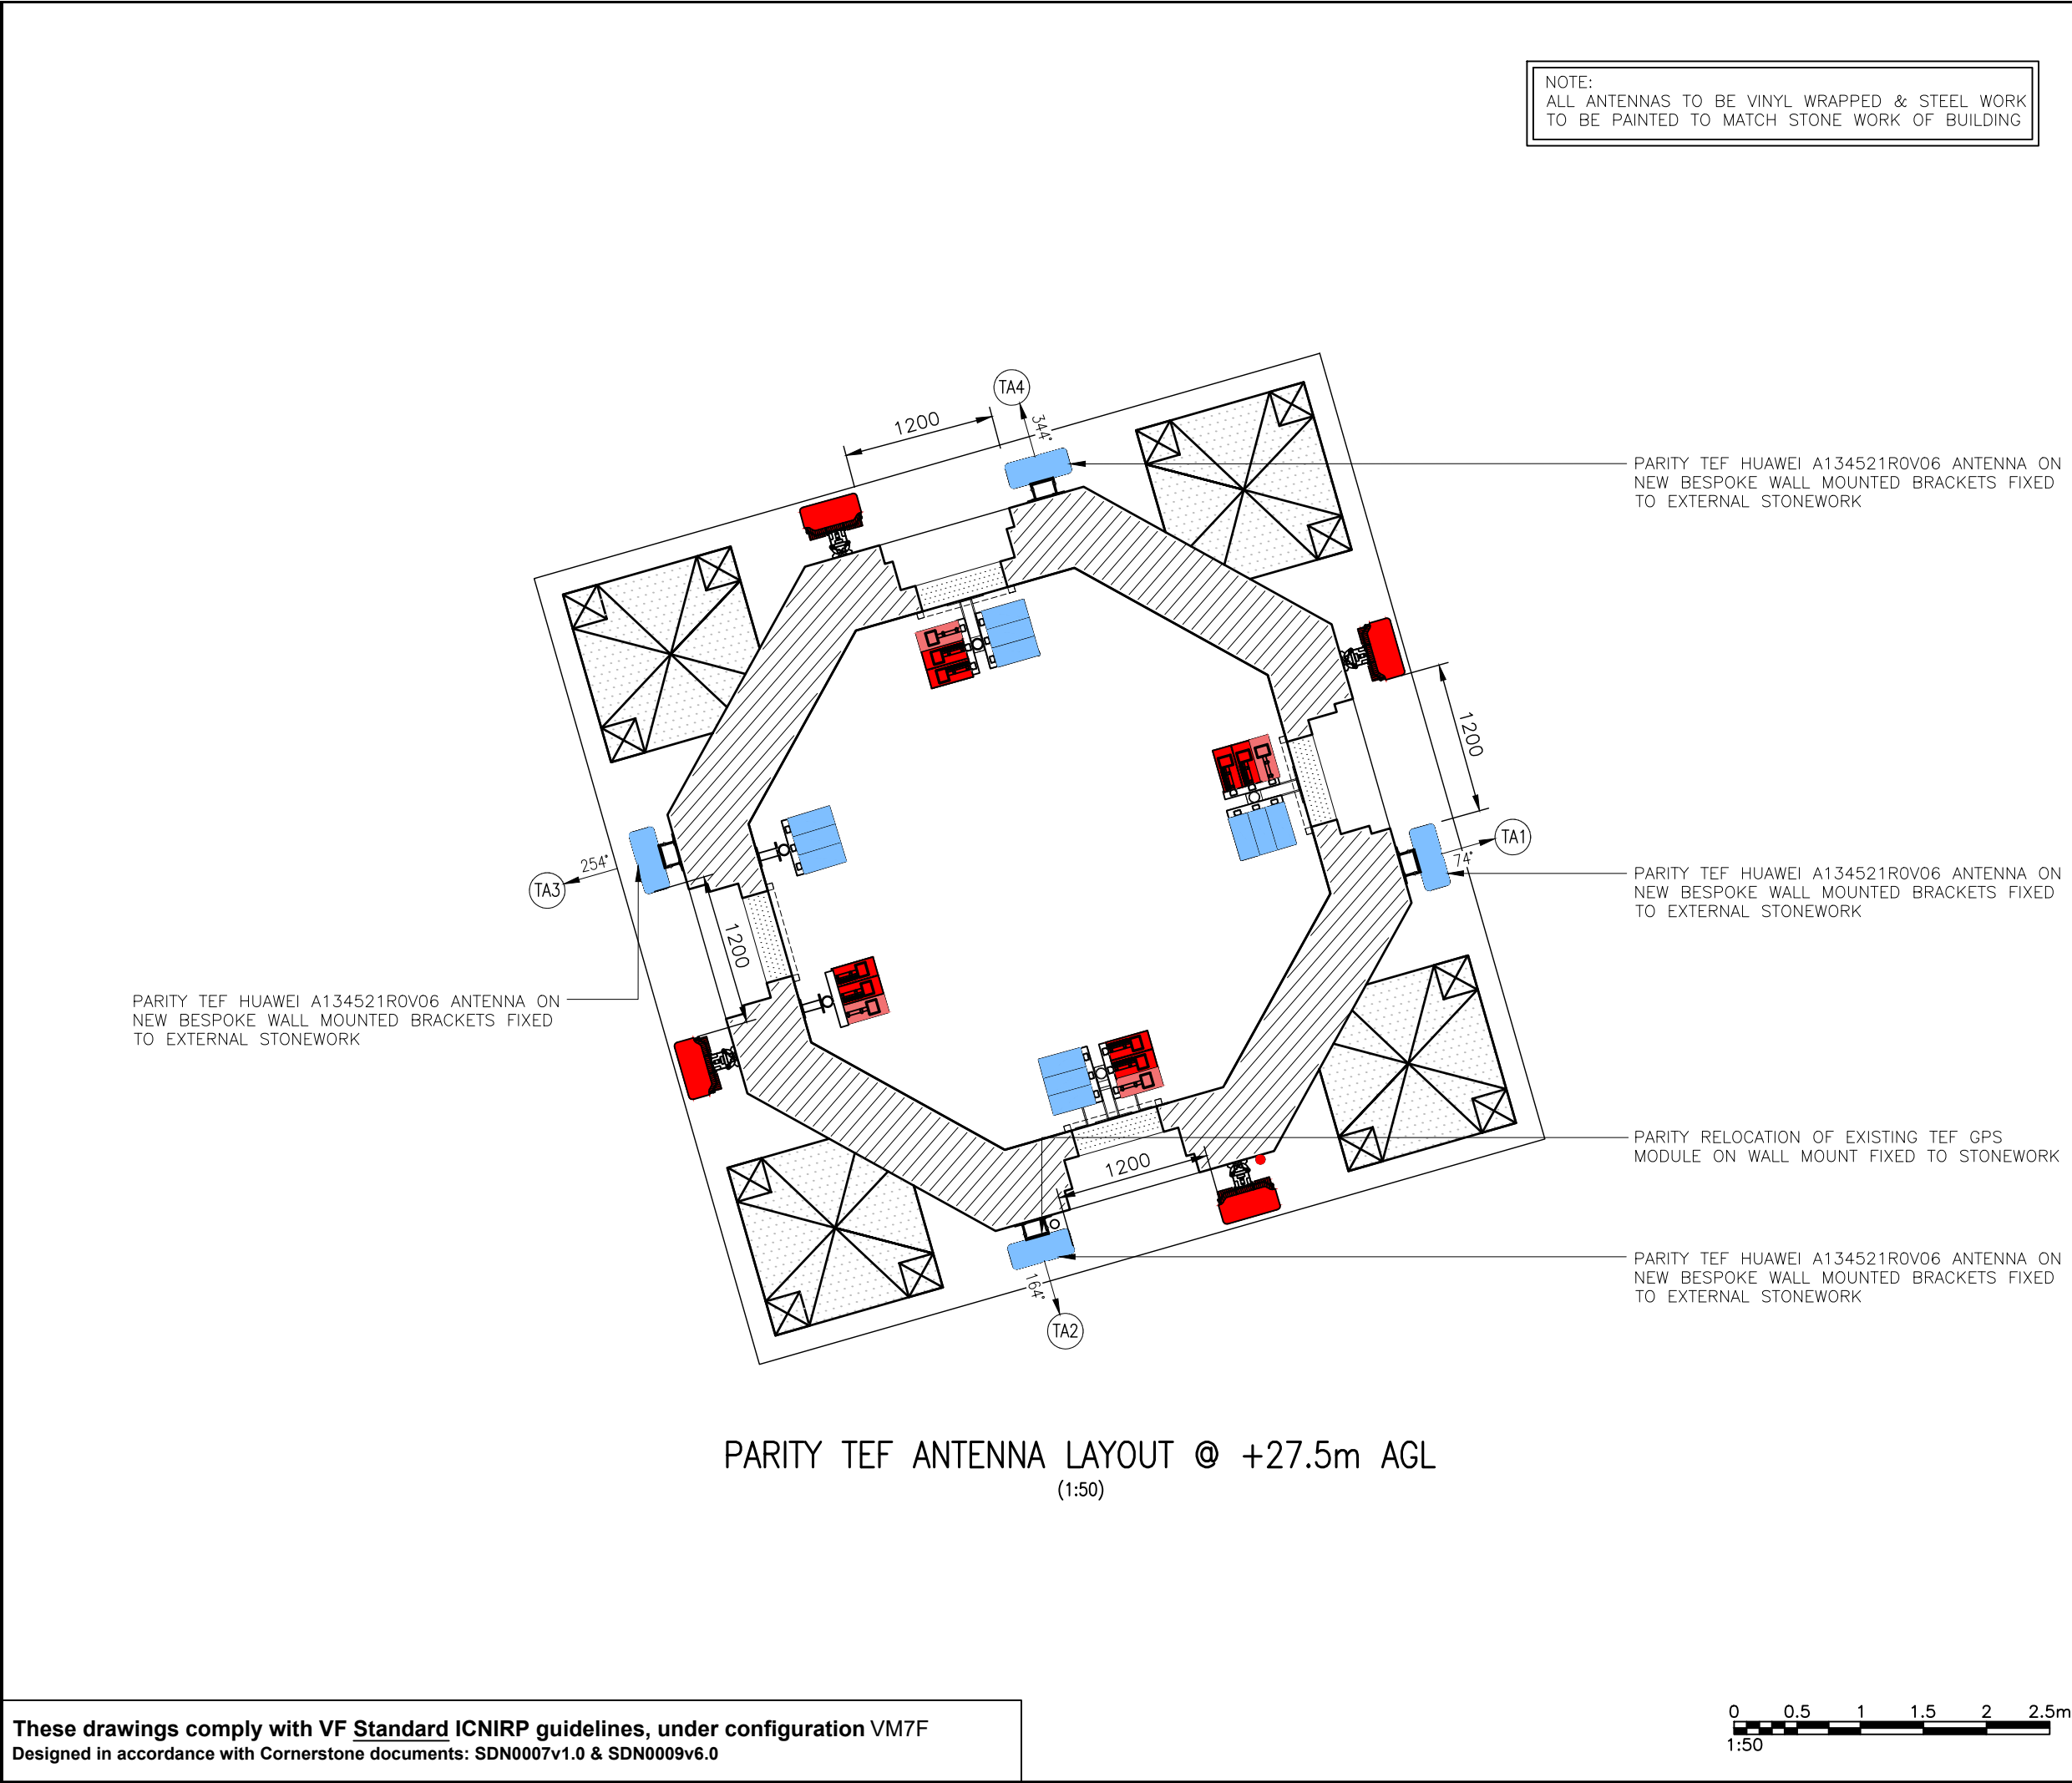 NOTE:
ALL ANTENNAS TO BE VINYL WRAPPED & STEEL WORK
TO BE PAINTED TO MATCH STONE WORK OF BUILDING
TA4
344°
1200
PARITY TEF HUAWEI A134521R0V06 ANTENNA ON
NEW BESPOKE WALL MOUNTED BRACKETS FIXED
TO EXTERNAL STONEWORK
1200
TA1
74°
PARITY TEF HUAWEI A134521R0V06 ANTENNA ON
NEW BESPOKE WALL MOUNTED BRACKETS FIXED
TO EXTERNAL STONEWORK
254°
TA3
1200
PARITY TEF HUAWEI A134521R0V06 ANTENNA ON
NEW BESPOKE WALL MOUNTED BRACKETS FIXED
TO EXTERNAL STONEWORK
PARITY RELOCATION OF EXISTING TEF GPS
MODULE ON WALL MOUNT FIXED TO STONEWORK
1200
PARITY TEF HUAWEI A134521R0V06 ANTENNA ON
NEW BESPOKE WALL MOUNTED BRACKETS FIXED
TO EXTERNAL STONEWORK
164°
TA2
PARITY TEF ANTENNA LAYOUT @ +27.5m AGL
(1:50)
These drawings comply with VF Standard ICNIRP guidelines, under configuration VM7F
Designed in accordance with Cornerstone documents: SDN0007v1.0 & SDN0009v6.0
0 0.5 1 1.5 2 2.5m
1:50